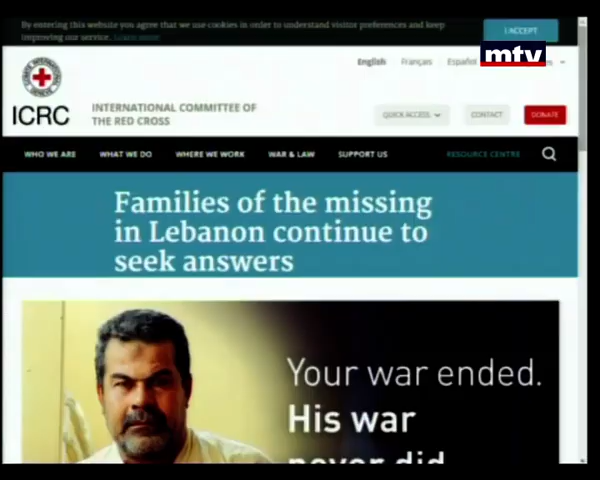 By entering this website you agree that we use cookies in order to understand visitor preferences and keep
improving our service. Learn more
I ACCEPT
mtv
English Français Español
ICRC
INTERNATIONAL COMMITTEE OF
THE RED CROSS
QUICK ACCESS CONTACT DONATE
WHO WE ARE WHAT WE DO WHERE WE WORK WAR & LAW SUPPORT US RESOURCE CENTRE
Families of the missing
in Lebanon continue to
seek answers
Your war ended.
His war
never did